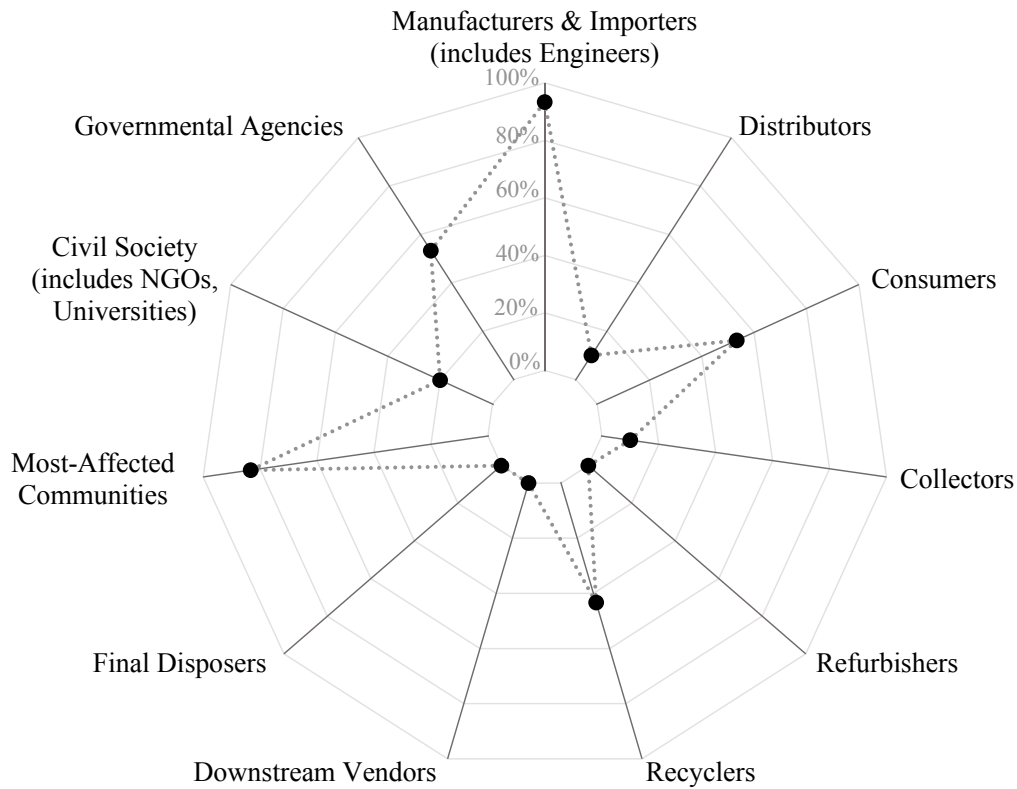 Manufacturers & Importers
(includes Engineers)
100%
Governmental Agencies
Distributors
80%
60%
Civil Society
(includes NGOs,
Universities)
40%
Consumers
20%
0%
Most-Affected
Communities
Collectors
Final Disposers
Refurbishers
Downstream Vendors
Recyclers